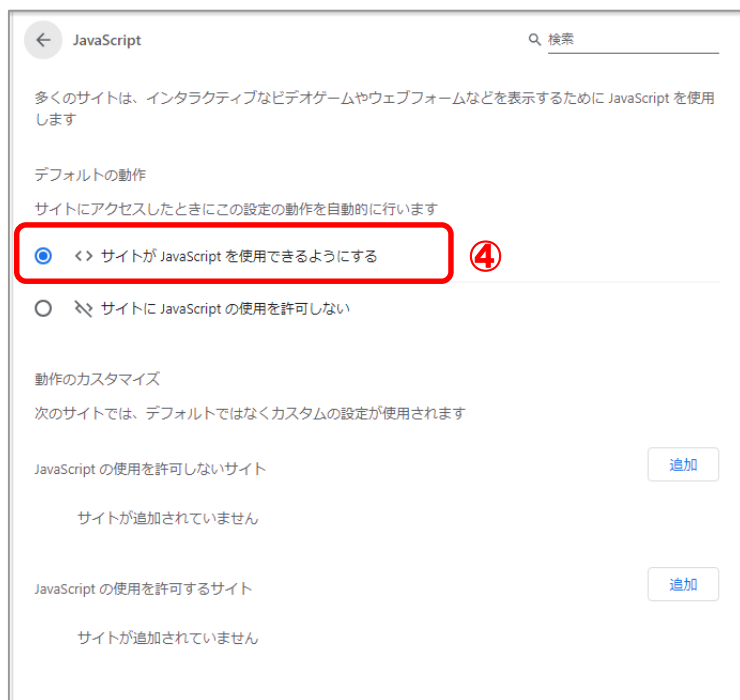 JavaScript
検索
多くのサイトは、インタラクティブなビデオゲームやウェブフォームなどを表示するために JavaScript を使用
します
デフォルトの動作
サイトにアクセスしたときにこの設定の動作を自動的に行います
サイトが JavaScript を使用できるようにする
④
サイトに JavaScript の使用を許可しない
動作のカスタマイズ
次のサイトでは、デフォルトではなくカスタムの設定が使用されます
JavaScript の使用を許可しないサイト
追加
サイトが追加されていません
JavaScript の使用を許可するサイト
追加
サイトが追加されていません